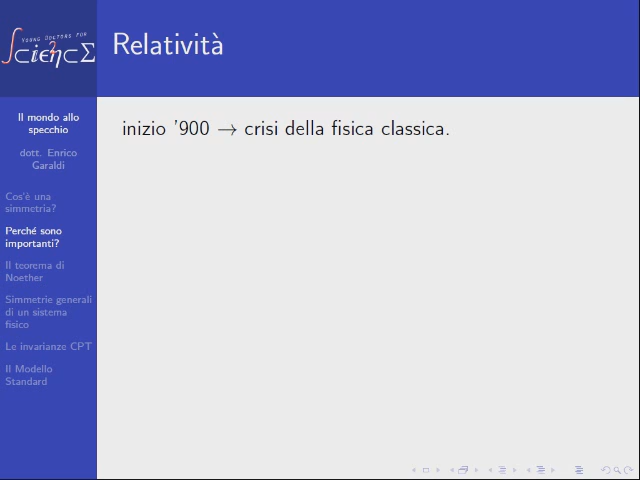 YOUNG DOCTORS FOR
Relatività
inizio '900 → crisi della fisica classica.
Il mondo allo
specchio
dott. Enrico
Garaldi
Cos'è una
simmetria?
Perché sono
importanti?
Il teorema di
Noether
Simmetrie generali
di un sistema
fisico
Le invarianze CPT
Il Modello
Standard